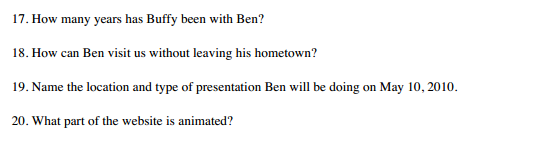 17. How many years has Buffy been with Ben?
18. How can Ben visit us without leaving his hometown?
19. Name the location and type of presentation Ben will be doing on May 10, 2010.
20. What part of the website is animated?